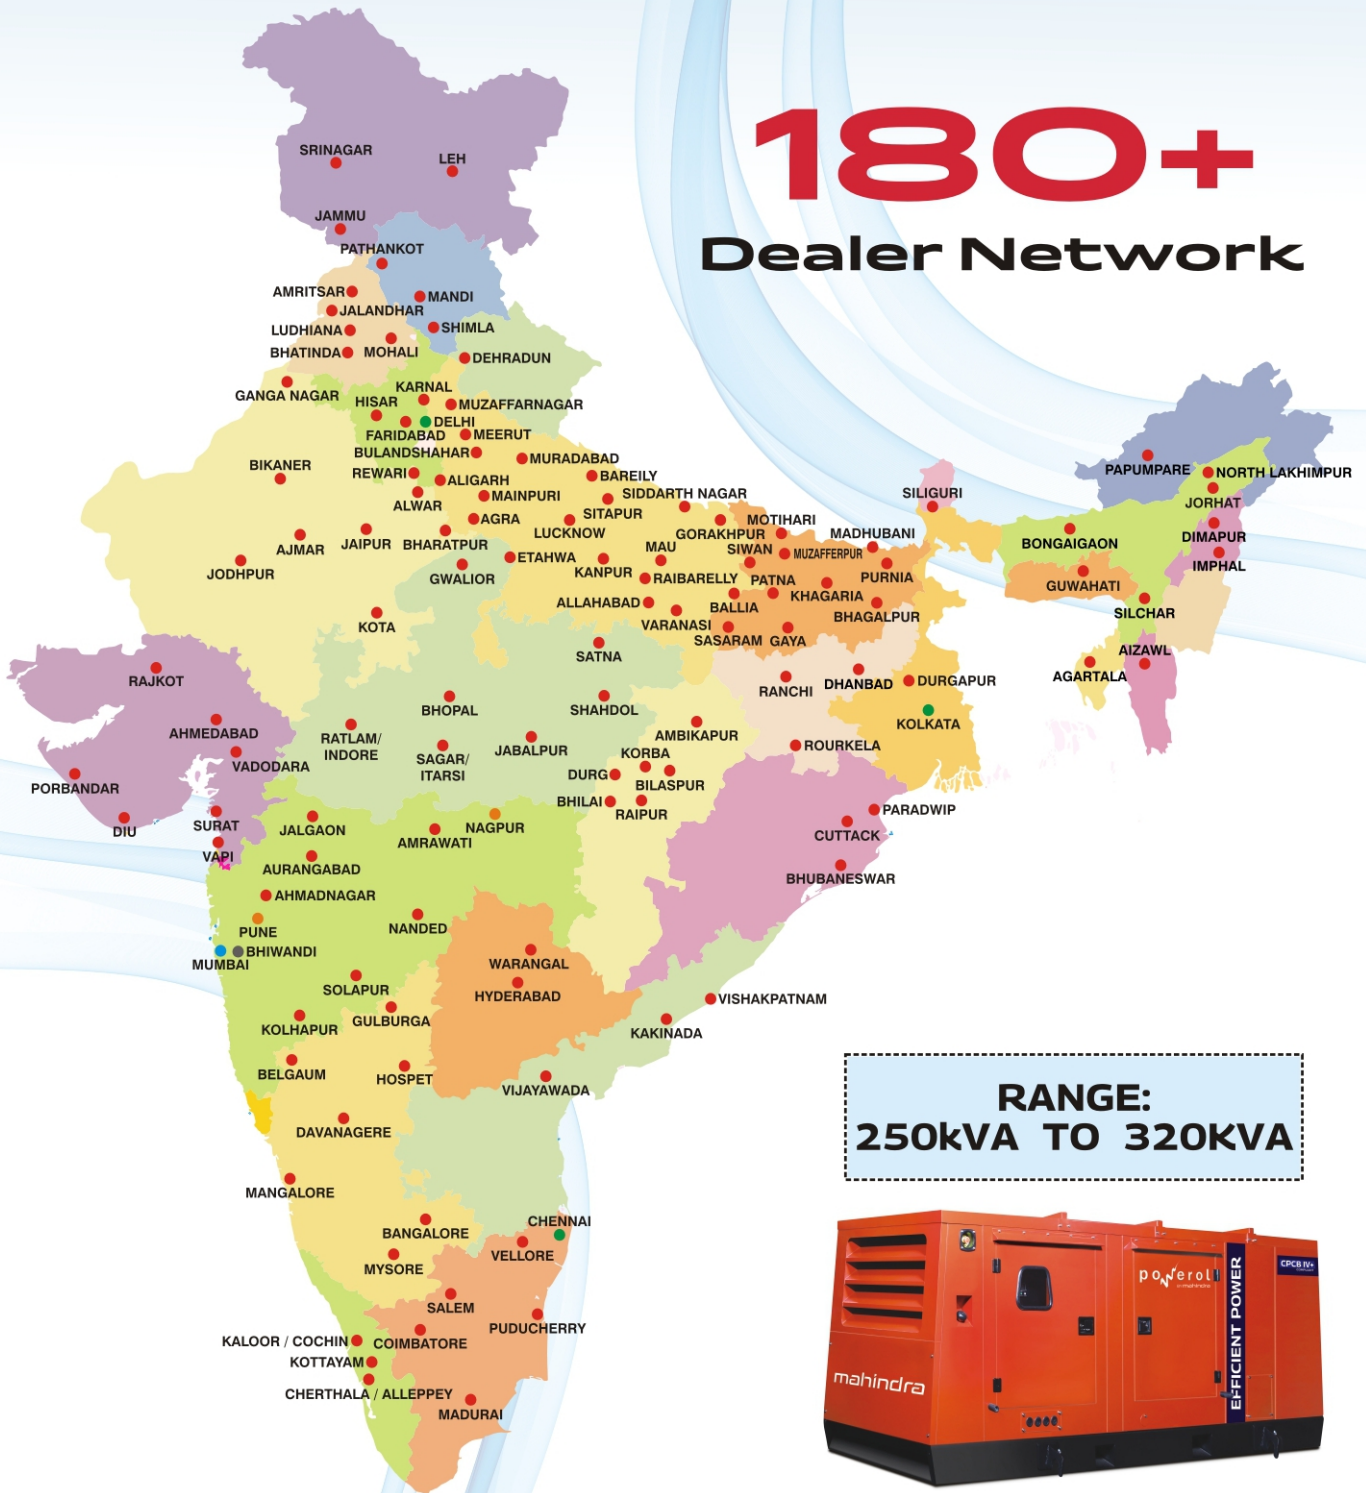 180+
Dealer Network
SRINAGAR
LEH
JAMMU
PATHANKOT
AMRITSAR
MANDI
JALANDHAR
LUDHIANA
SHIMLA
BHATINDA
MOHALI
DEHRADUN
GANGA NAGAR
KARNAL
HISAR
MUZAFFARNAGAR
DELHI
FARIDABAD
MEERUT
BULANDSHAHAR
MURADABAD
BIKANER
REWARI
ALIGARH
BAREILY
PAPUMPARE
NORTH LAKHIMPUR
ALWAR
MAINPURI
SIDDARTH NAGAR
SILIGURI
JORHAT
SITAPUR
AGRA
LUCKNOW
GORAKHPUR
MOTIHARI
MADHUBANI
DIMAPUR
AJMAR
JAIPUR
BHARATPUR
MAU
SIWAN
MUZAFFERPUR
BONGAIGAON
IMPHAL
JODHPUR
GWALIOR
ETAHWA
KANPUR
RAIBARELLY
PATNA
PURNIA
GUWAHATI
KHAGARIA
ALLAHABAD
BALLIA
BHAGALPUR
SILCHAR
KOTA
VARANASI
SASARAM
GAYA
SATNA
AIZAWL
RAJKOT
RANCHI
DHANBAD
DURGAPUR
AGARTALA
BHOPAL
SHAHDOL
KOLKATA
AHMEDABAD
RATLAM/
INDORE
JABALPUR
AMBIKAPUR
ROURKELA
VADODARA
SAGAR/
ITARSI
KORBA
DURG
BILASPUR
PORBANDAR
BHILAI
RAIPUR
PARADWIP
DIU
SURAT
JALGAON
NAGPUR
AMRAWATI
CUTTACK
VAPI
AURANGABAD
BHUBANESWAR
AHMADNAGAR
PUNE
NANDED
BHIWANDI
MUMBAI
WARANGAL
SOLAPUR
HYDERABAD
VISHAKPATNAM
GULBURGA
KOLHAPUR
KAKINADA
BELGAUM
HOSPET
VIJAYAWADA
RANGE:
250kVA TO 320KVA
DAVANAGERE
MANGALORE
CHENNAI
BANGALORE
VELLORE
MYSORE
SALEM
PUDUCHERRY
KALOOR / COCHIN
COIMBATORE
KOTTAYAM
CHERTHALA / ALLEPPEY
MADURAI
powerol
CPCB IV+
EFFICIENT POWER
mahindra